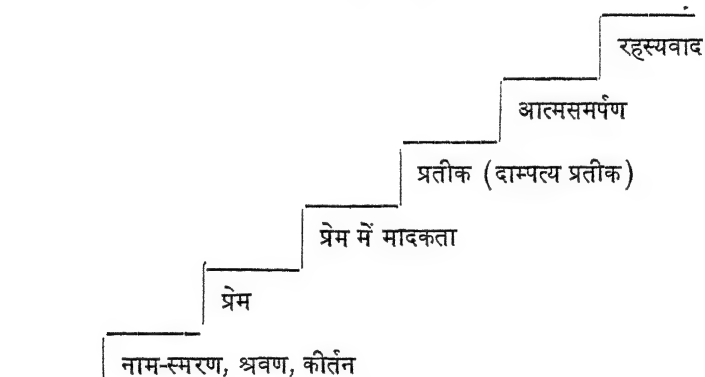 रहस्यवाद
आत्मसमर्पण
प्रतीक (दाम्पत्य प्रतीक)
प्रेम में मादकता
प्रेम
नाम-स्मरण, श्रवण, कीर्तन